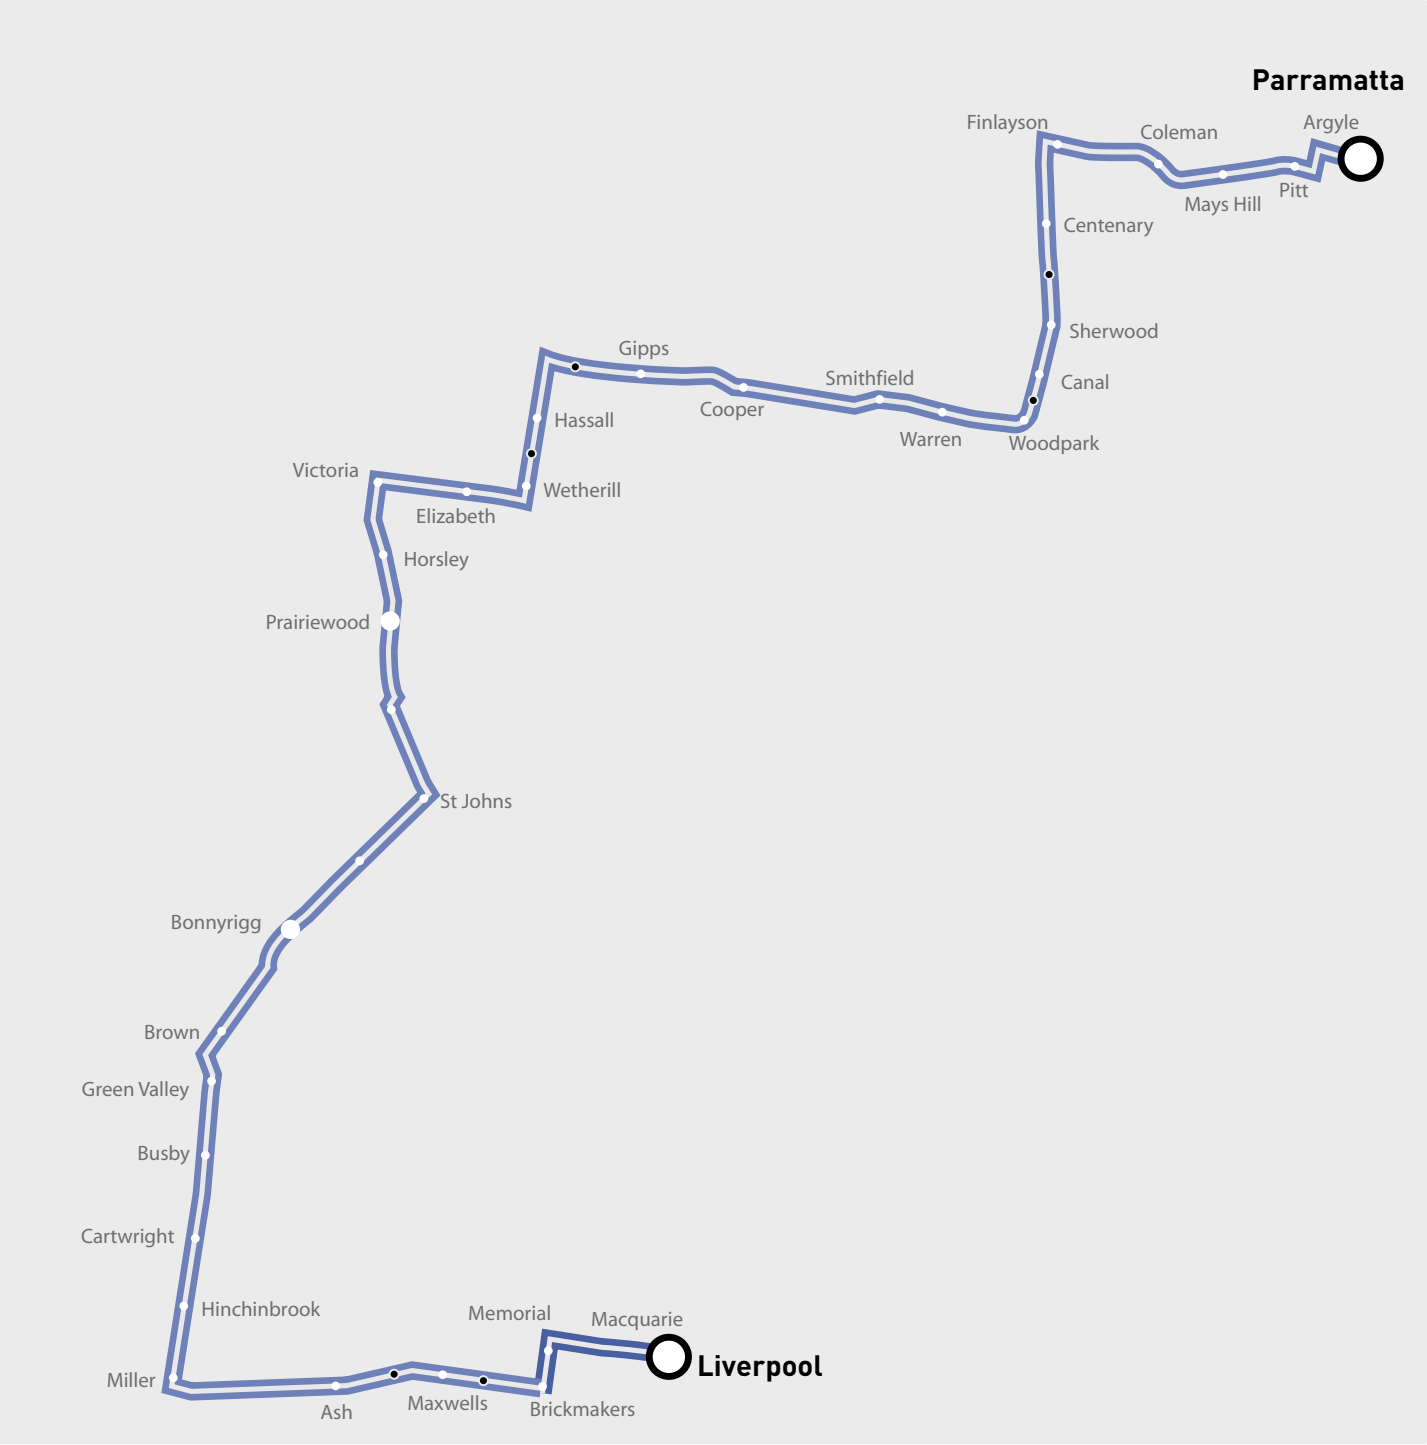 Parramatta
Argyle
Finlayson
Coleman
Pitt
Mays Hill
Centenary
Sherwood
Gipps
Smithfield
Canal
Cooper
Hassall
Warren
Woodpark
Victoria
Wetherill
Elizabeth
Horsley
Prairiewood
St Johns
Bonnyrigg
Brown
Green Valley
Busby
Cartwright
Hinchinbrook
Memorial
Macquarie
Liverpool
Miller
Maxwells
Brickmakers
Ash